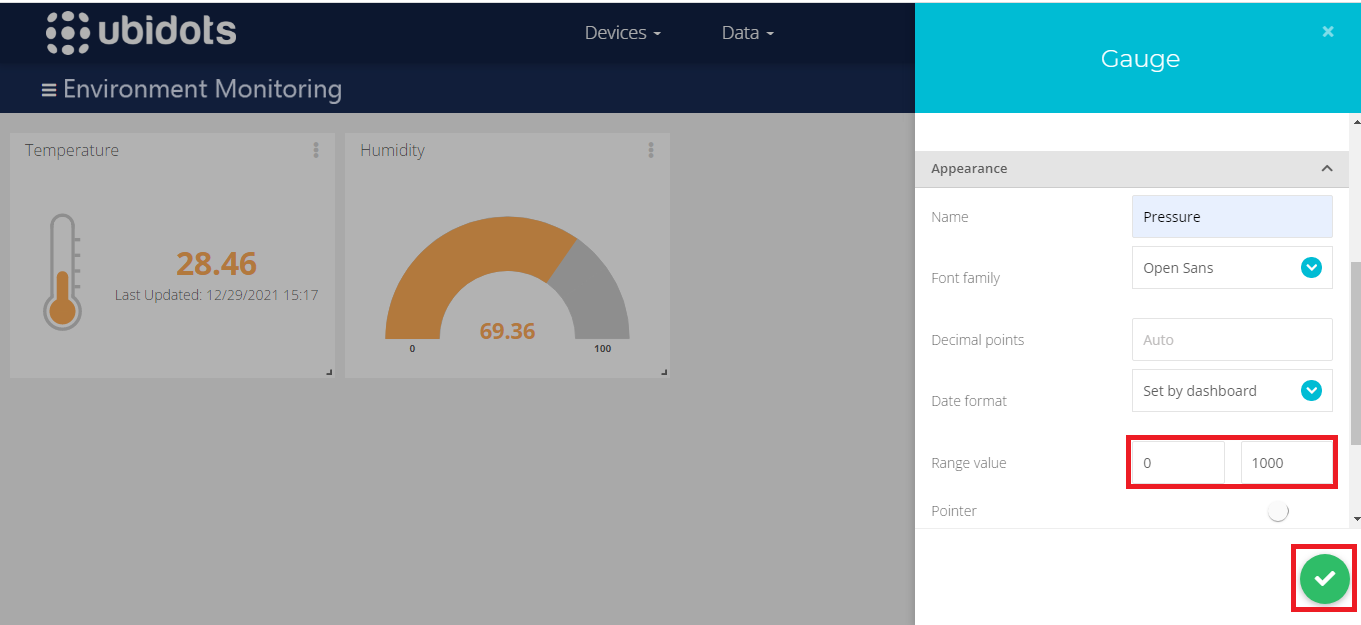 ubidots
Devices
Data
Environment Monitoring
Temperature
28.46
Last Updated: 12/29/2021 15:17
Humidity
69.36
0
100
×
Gauge
Appearance
Name
Pressure
Font family
Open Sans
Decimal points
Auto
Date format
Set by dashboard
Range value
0
1000
Pointer